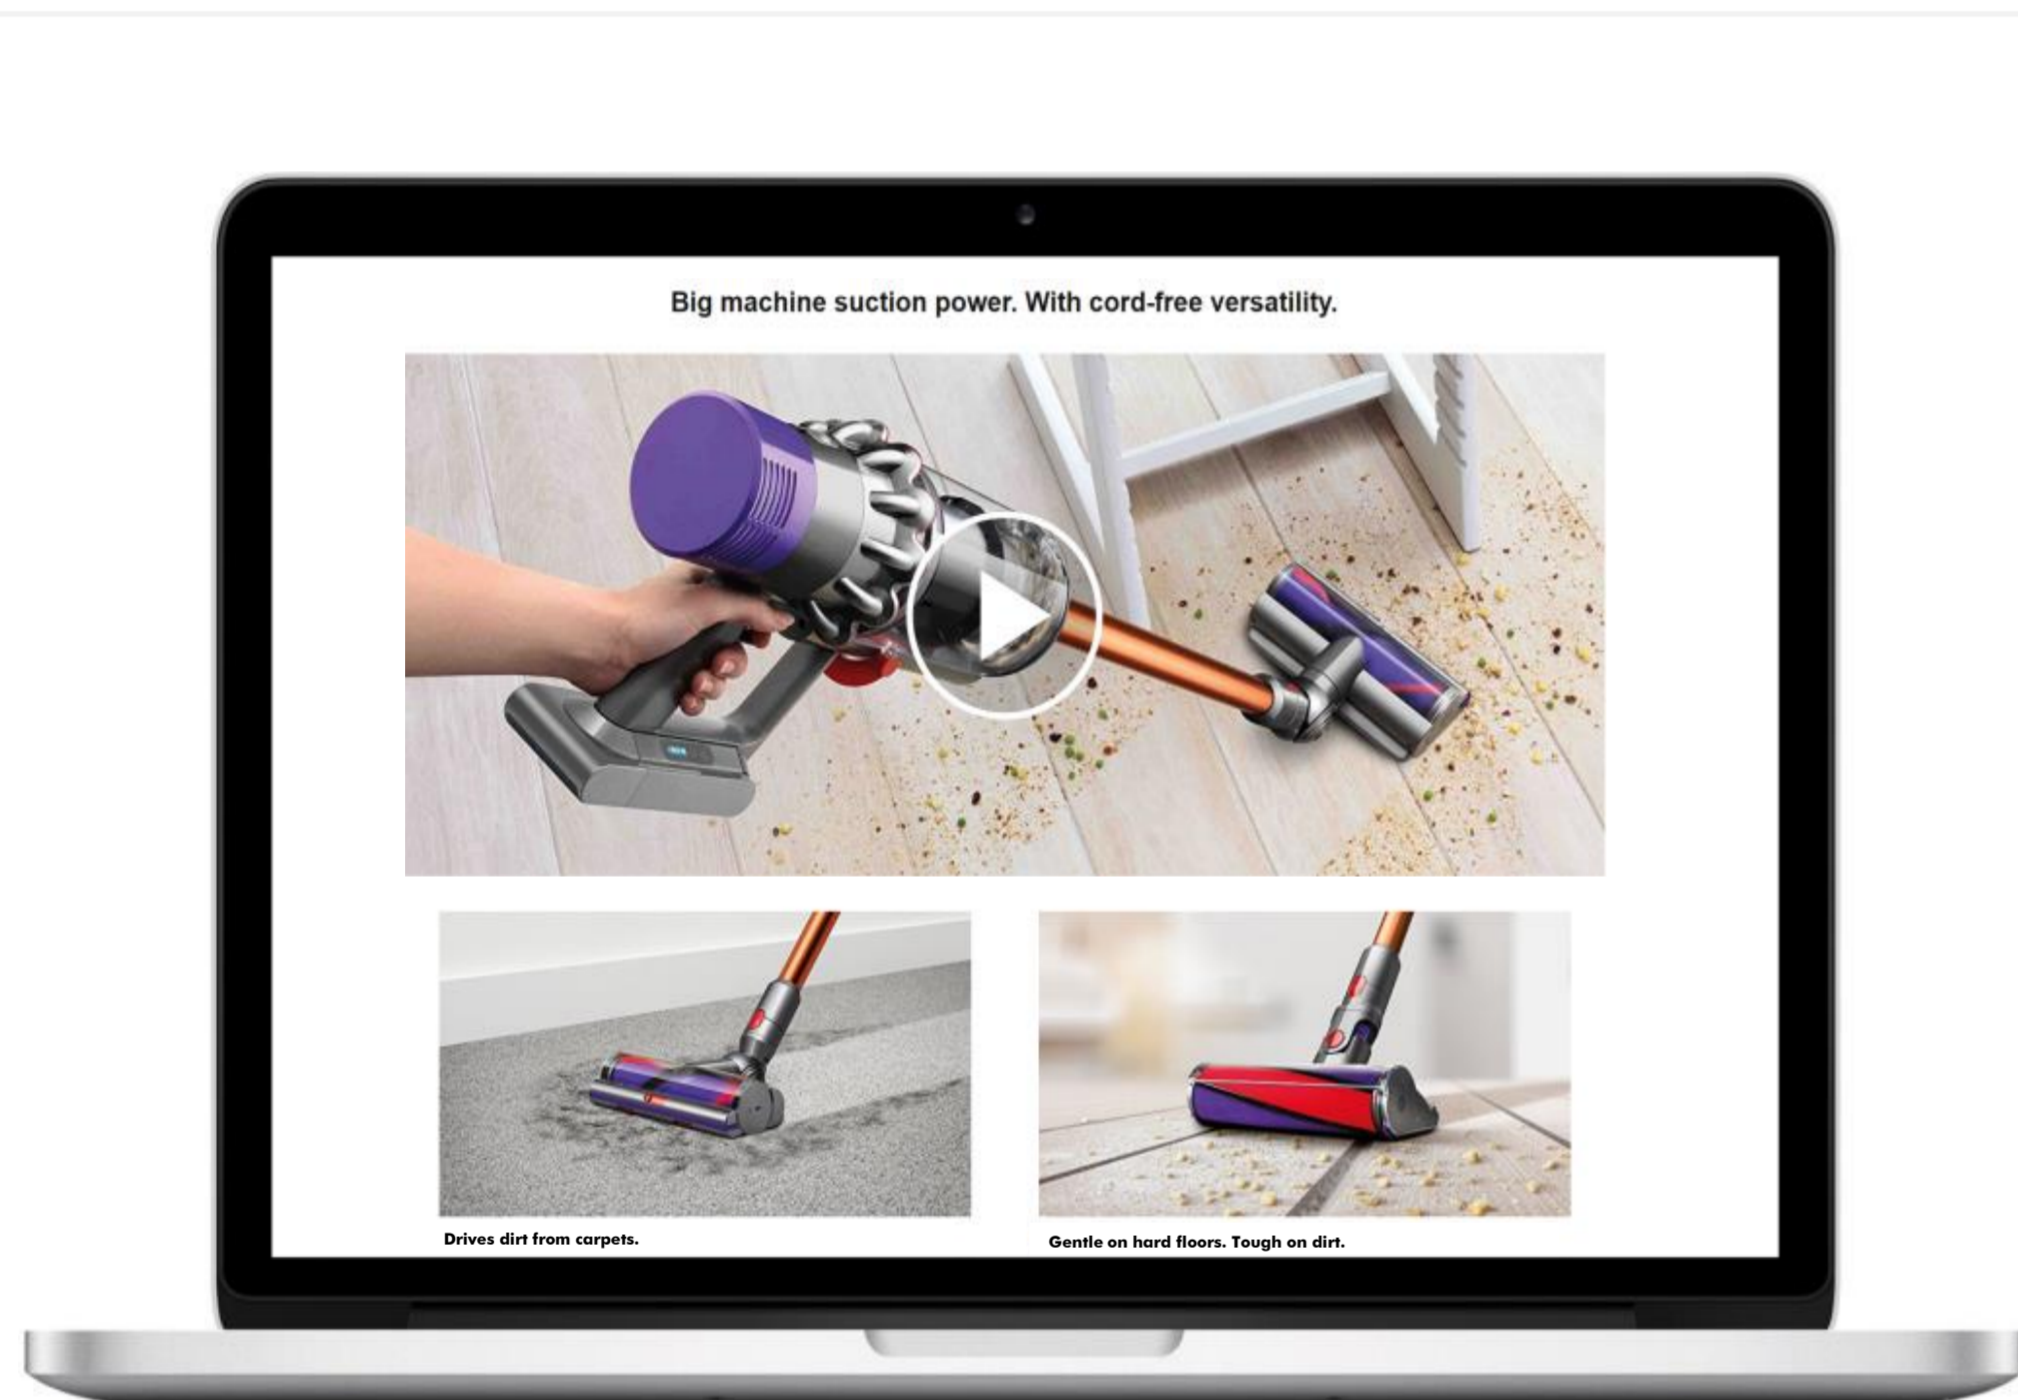 Big machine suction power. With cord-free versatility.
Drives dirt from carpets.
Gentle on hard floors. Tough on dirt.